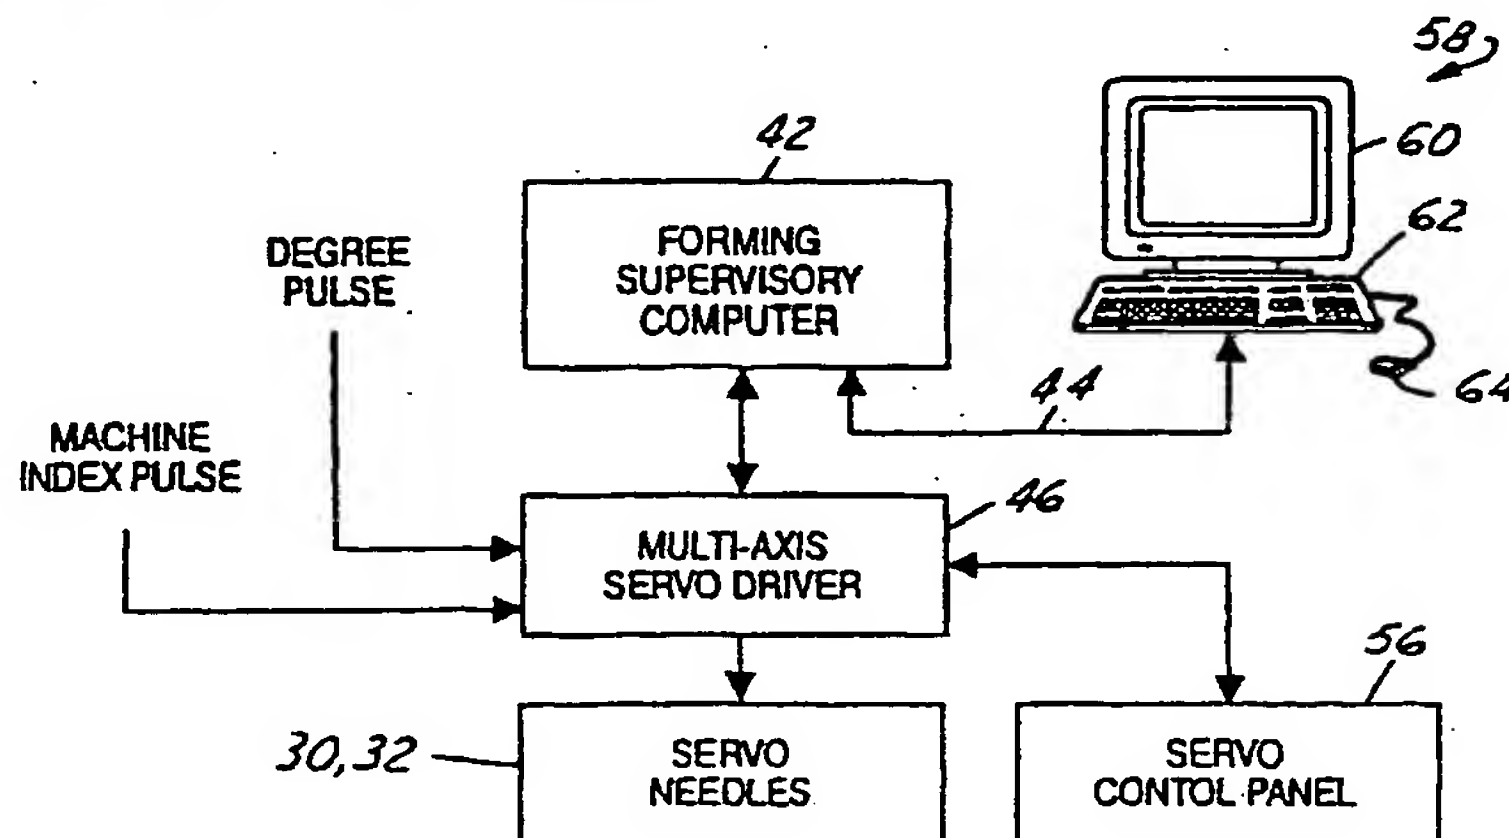 58
42
60
62
DEGREE
PULSE
FORMING
SUPERVISORY
COMPUTER
64
44
MACHINE
INDEX PULSE
46
MULTI-AXIS
SERVO DRIVER
56
30,32
SERVO
NEEDLES
SERVO
CONTOL PANEL